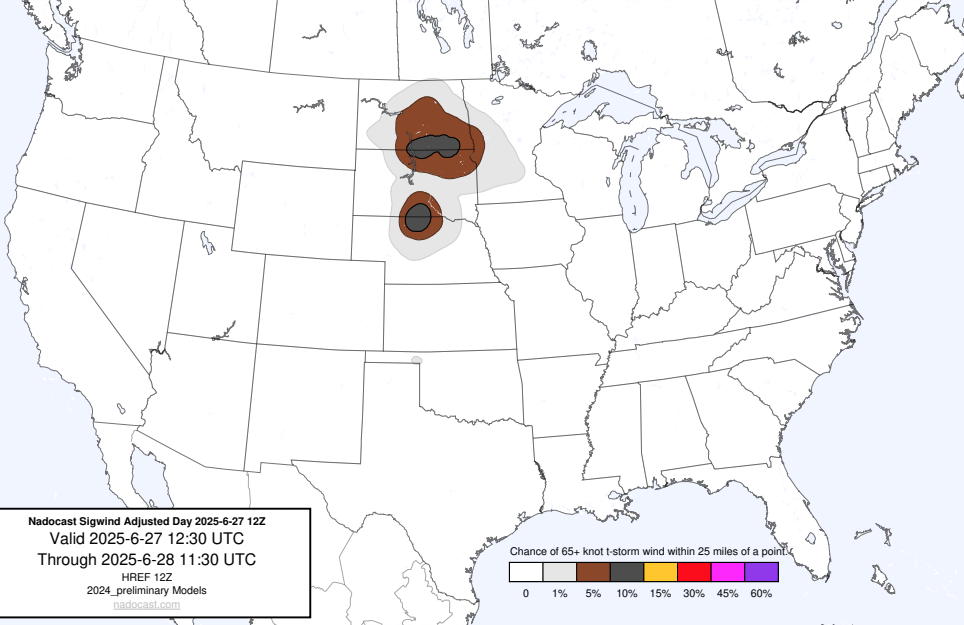 Nadocast Sigwind Adjusted Day 2025-6-27 12Z
Valid 2025-6-27 12:30 UTC
Through 2025-6-28 11:30 UTC
HREF 12Z
2024_preliminary Models
nadocast.com
Chance of 65+ knot t-storm wind within 25 miles of a point.
0 1% 5% 10% 15% 30% 45% 60%